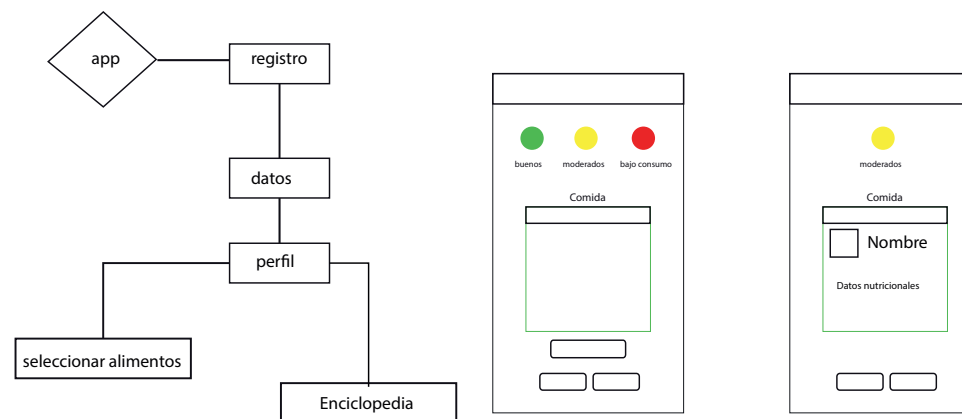 app
registro
datos
perfil
seleccionar alimentos
Enciclopedia
buenos
moderados
bajo consumo
Comida
moderados
Comida
Nombre
Datos nutricionales